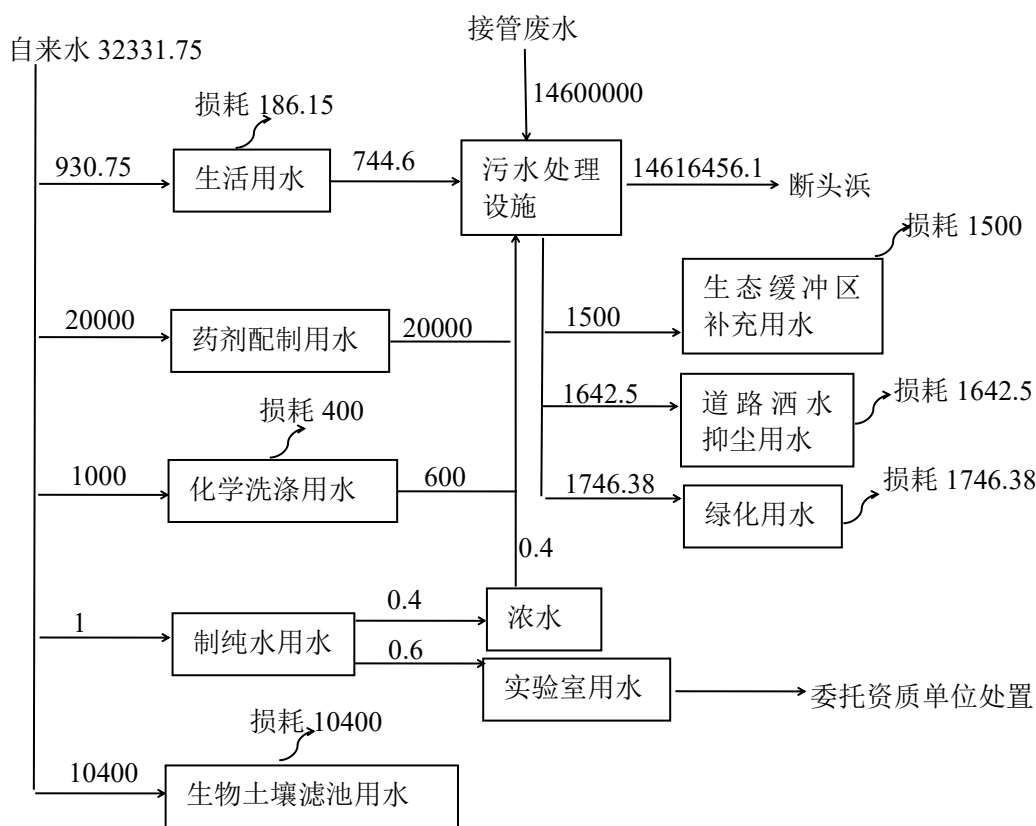 接管废水
自来水 32331.75
14600000
损耗 186.15
930.75
生活用水
744.6
污水处理
设施
14616456.1
断头浜
损耗 1500
生态缓冲区
补充用水
1500
20000
药剂配制用水
20000
损耗 400
1642.5
道路洒水
抑尘用水
损耗 1642.5
1000
化学洗涤用水
600
1746.38
绿化用水
损耗 1746.38
0.4
1
制纯水用水
0.4
浓水
0.6
实验室用水
委托资质单位处置
损耗 10400
10400
生物土壤滤池用水